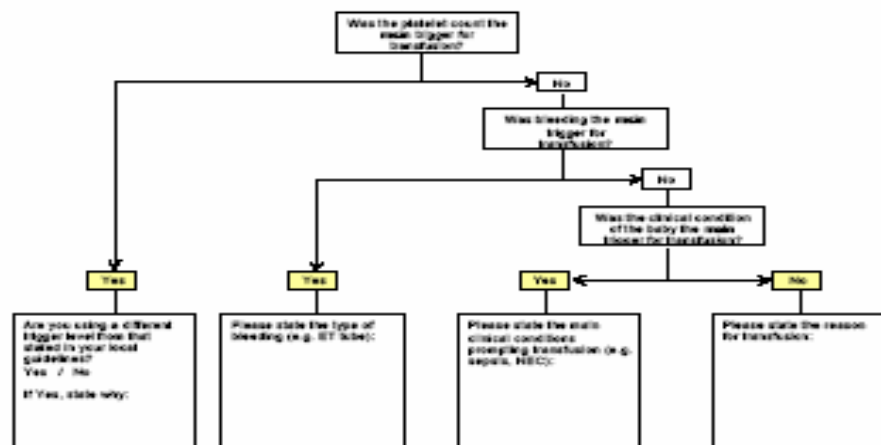 Was the platelet count the
main trigger for
transfusion?
No
Was bleeding the main
trigger for
transfusion?
No
Was the clinical condition
of the baby the main
trigger for transfusion?
Yes
Yes
Yes
No
Are you using a different
trigger level from that
stated in your local
guidelines?
Yes / No
If Yes, state why:
Please state the type of
bleeding (e.g. ET tube):
Please state the main
clinical conditions
prompting transfusion (e.g.
sepsis, NEC):
Please state the reason
for transfusion: